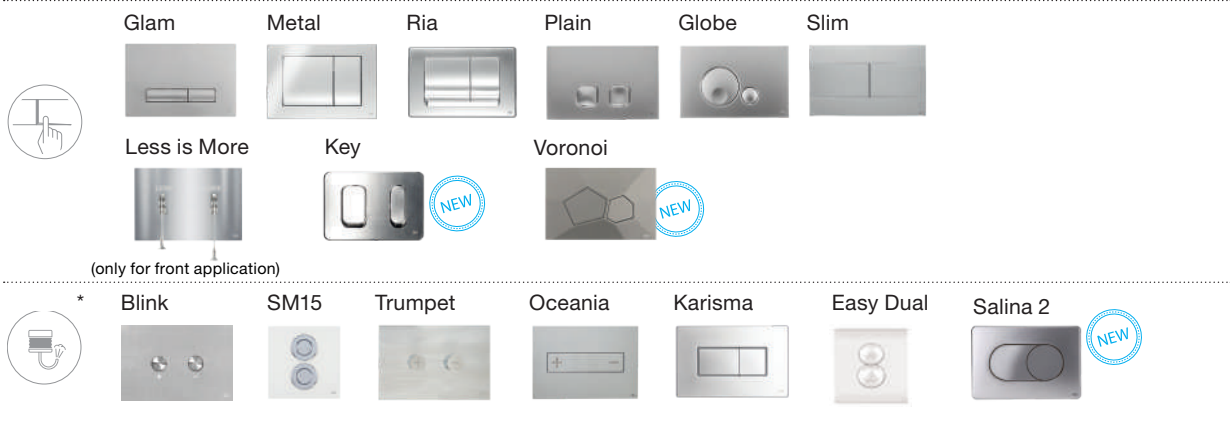 Glam Metal Ria Plain Globe Slim
Less is More Key Voronoi
NEW NEW
(only for front application)
* Blink SM15 Trumpet Oceania Karisma Easy Dual Salina 2
NEW